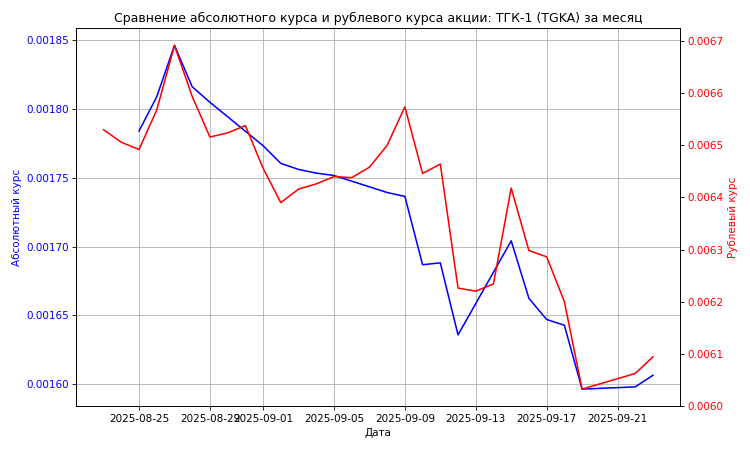 Сравнение абсолютного курса и рублевого курса акции: ТГК-1 (TGKA) за месяц
0.00185
0.00180
0.00175
0.00170
0.00165
0.00160
Абсолютный курс
0.0067
0.0066
0.0065
0.0064
0.0063
0.0062
0.0061
0.0060
Рублевый курс
2025-08-25 2025-08-29 2025-09-01 2025-09-05 2025-09-09 2025-09-13 2025-09-17 2025-09-21
Дата